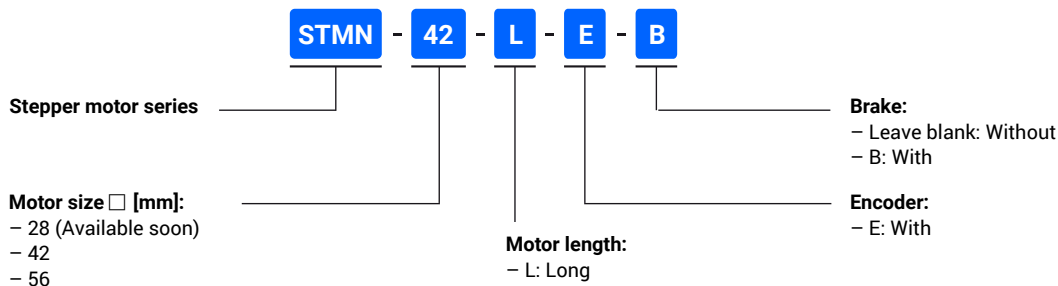 STMN - 42 - L - E - B
Stepper motor series
Motor size □ [mm]:
– 28 (Available soon)
– 42
– 56
Motor length:
– L: Long
Brake:
– Leave blank: Without
– B: With
Encoder:
– E: With